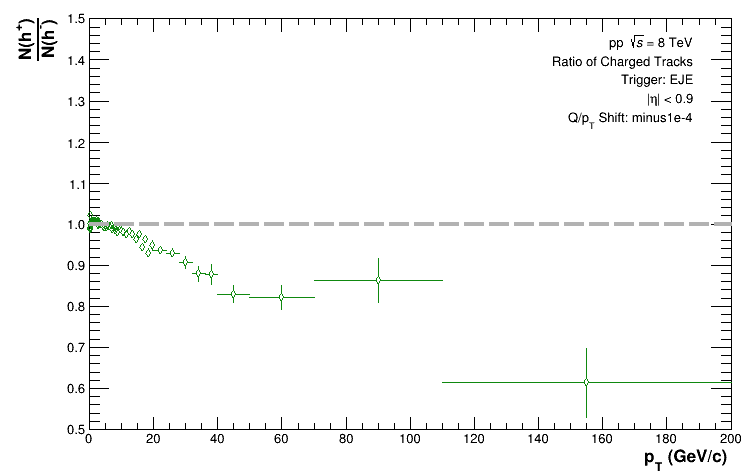 N(h⁺)
N(h⁻)
pp √s = 8 TeV
Ratio of Charged Tracks
Trigger: EJE
|η| < 0.9
Q/p_T Shift: minus1e-4
1.5
1.4
1.3
1.2
1.1
1.0
0.9
0.8
0.7
0.6
0.5
0 20 40 60 80 100 120 140 160 180 200
p_T (GeV/c)